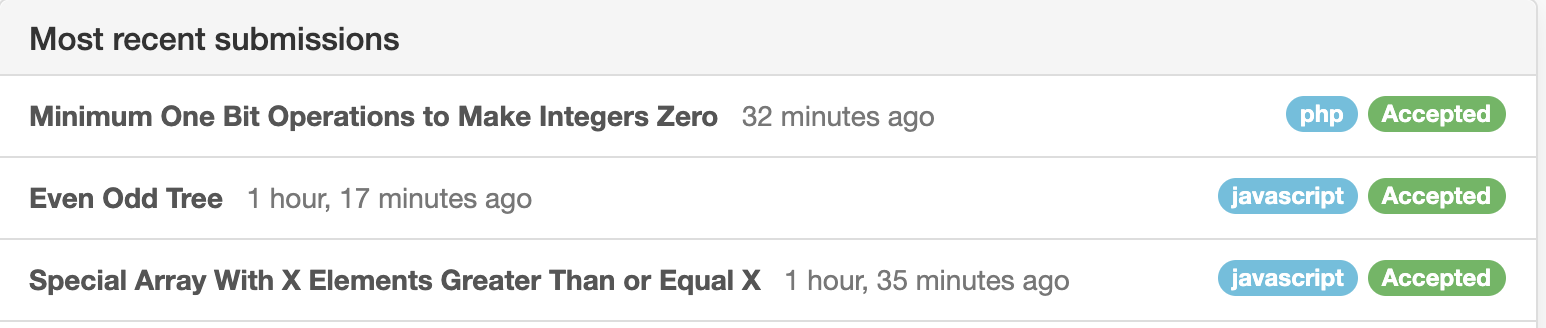 Most recent submissions
Minimum One Bit Operations to Make Integers Zero 32 minutes ago php Accepted
Even Odd Tree 1 hour, 17 minutes ago javascript Accepted
Special Array With X Elements Greater Than or Equal X 1 hour, 35 minutes ago javascript Accepted